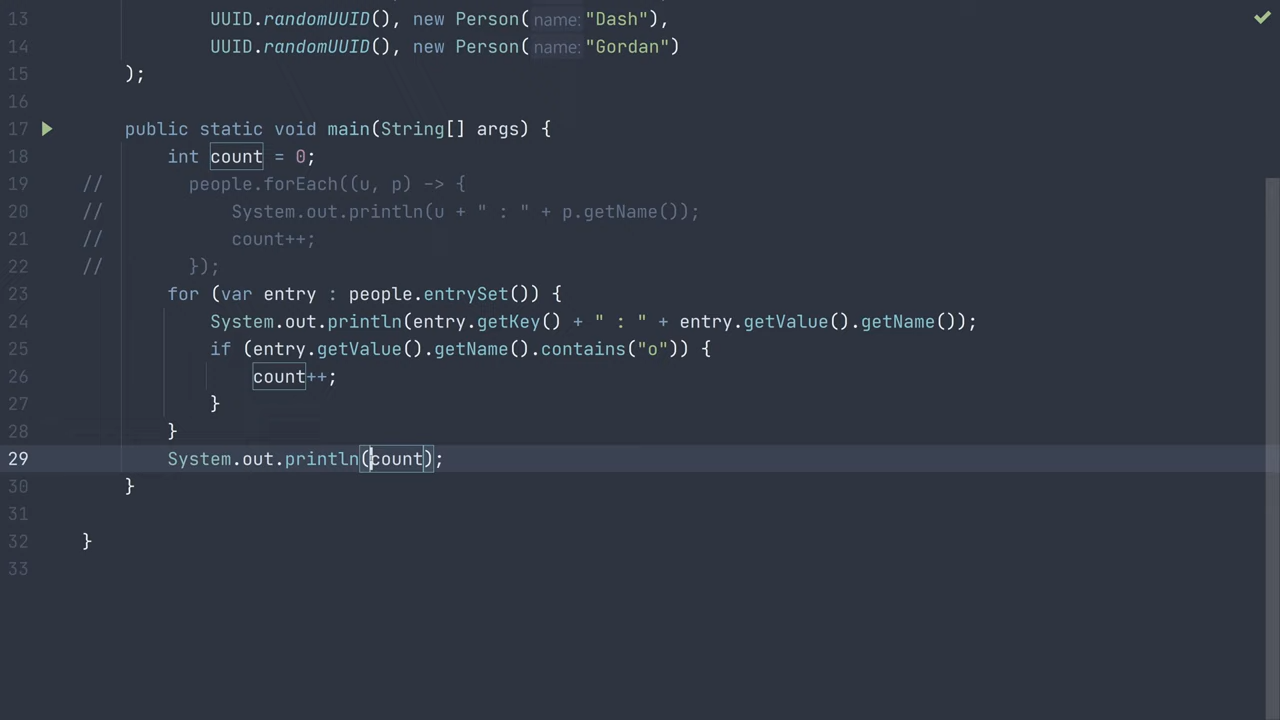 13 UUID.randomUUID(), new Person( name: "Dash"),
14 UUID.randomUUID(), new Person( name: "Gordan")
15 );
16
17 public static void main(String[] args) {
18 int count = 0;
19 // people.forEach((u, p) -> {
20 // System.out.println(u + " : " + p.getName());
21 // count++;
22 // });
23 for (var entry : people.entrySet()) {
24 System.out.println(entry.getKey() + " : " + entry.getValue().getName());
25 if (entry.getValue().getName().contains("o")) {
26 count++;
27 }
28 }
29 System.out.println(count);
30 }
31
32 }
33